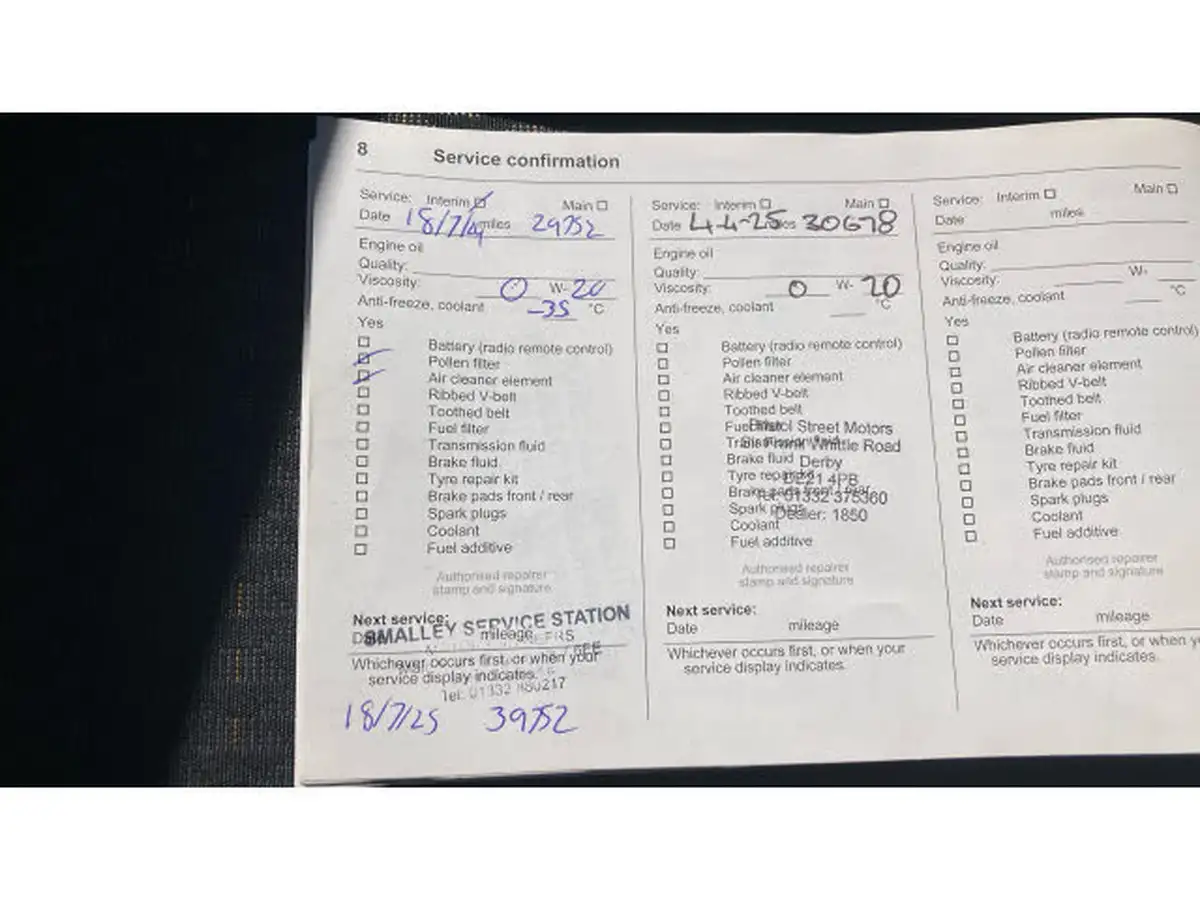 8 Service confirmation
Service: Interim Main
Date 18/7/24 miles 29752
Engine oil
Quality:
Viscosity: 0 W- 20
Anti-freeze, coolant -35 °C
Yes
Battery (radio remote control)
Pollen filter
Air cleaner element
Ribbed V-belt
Toothed belt
Fuel filter
Transmission fluid
Brake fluid
Tyre repair kit
Brake pads front / rear
Spark plugs
Coolant
Fuel additive
Authorised repairer
stamp and signature
Next service:
SMALLEY SERVICE STATION
Date mileage
Whichever occurs first, or when your
service display indicates.
Tel: 01332 880217
18/7/25 39752
Service: Interim Main
Date 4-4-25 miles 30678
Engine oil
Quality:
Viscosity: 0 W- 20
Anti-freeze, coolant °C
Yes
Battery (radio remote control)
Pollen filter
Air cleaner element
Ribbed V-belt
Toothed belt
Fuel filter
Bristol Street Motors
Transmission fluid
Sir Frank Whittle Road
Brake fluid
Derby
Tyre repair kit
DE21 4PB
Brake pads front / rear
Tel: 01332 375360
Spark plugs
Dealer: 1850
Coolant
Fuel additive
Authorised repairer
stamp and signature
Next service:
Date mileage
Whichever occurs first, or when your
service display indicates.
Service: Interim Main
Date miles
Engine oil
Quality:
Viscosity: W-
Anti-freeze, coolant °C
Yes
Battery (radio remote control)
Pollen filter
Air cleaner element
Ribbed V-belt
Toothed belt
Fuel filter
Transmission fluid
Brake fluid
Tyre repair kit
Brake pads front / rear
Spark plugs
Coolant
Fuel additive
Authorised repairer
stamp and signature
Next service:
Date mileage
Whichever occurs first, or when
service display indicates.